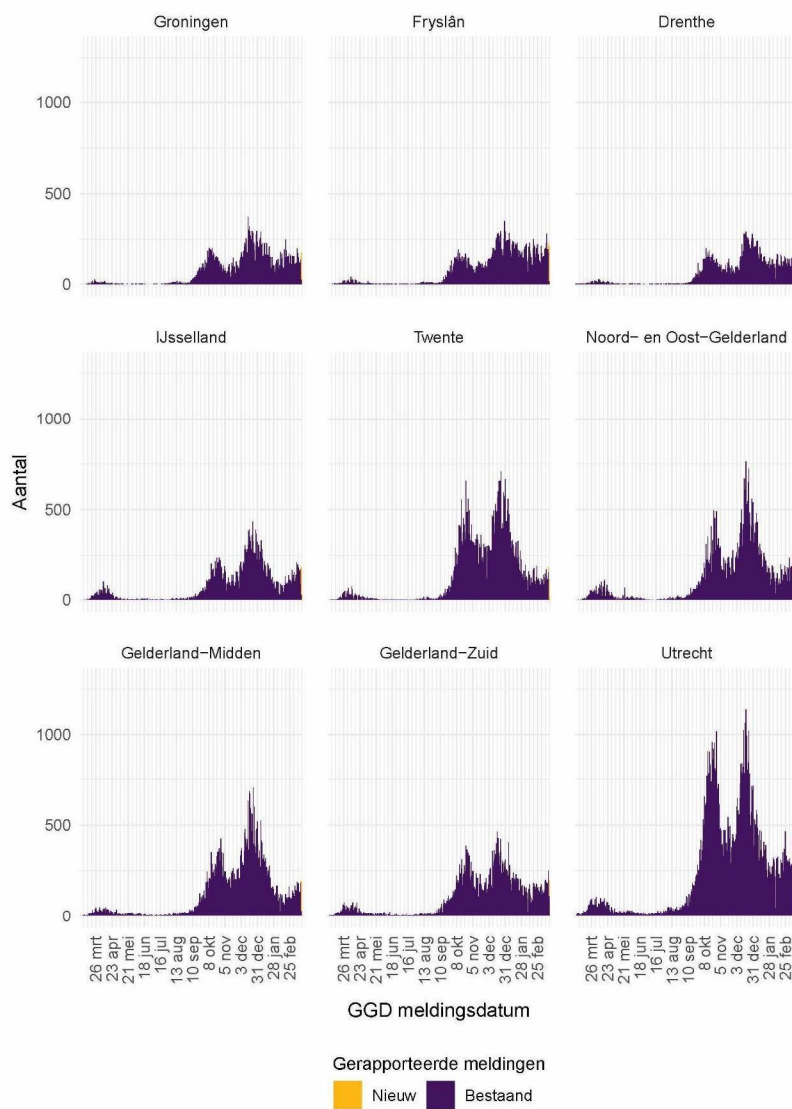 Groningen Fryslân Drenthe
1000
500
0
IJsselland Twente Noord− en Oost−Gelderland
1000
500
0
Aantal
Gelderland−Midden Gelderland−Zuid Utrecht
1000
500
0
26 mrt 23 apr 21 mei 18 jun 16 jul 13 aug 10 sep 8 okt 5 nov 3 dec 31 dec 28 jan 25 feb
26 mrt 23 apr 21 mei 18 jun 16 jul 13 aug 10 sep 8 okt 5 nov 3 dec 31 dec 28 jan 25 feb
26 mrt 23 apr 21 mei 18 jun 16 jul 13 aug 10 sep 8 okt 5 nov 3 dec 31 dec 28 jan 25 feb
GGD meldingsdatum
Gerapporteerde meldingen
Nieuw Bestaand